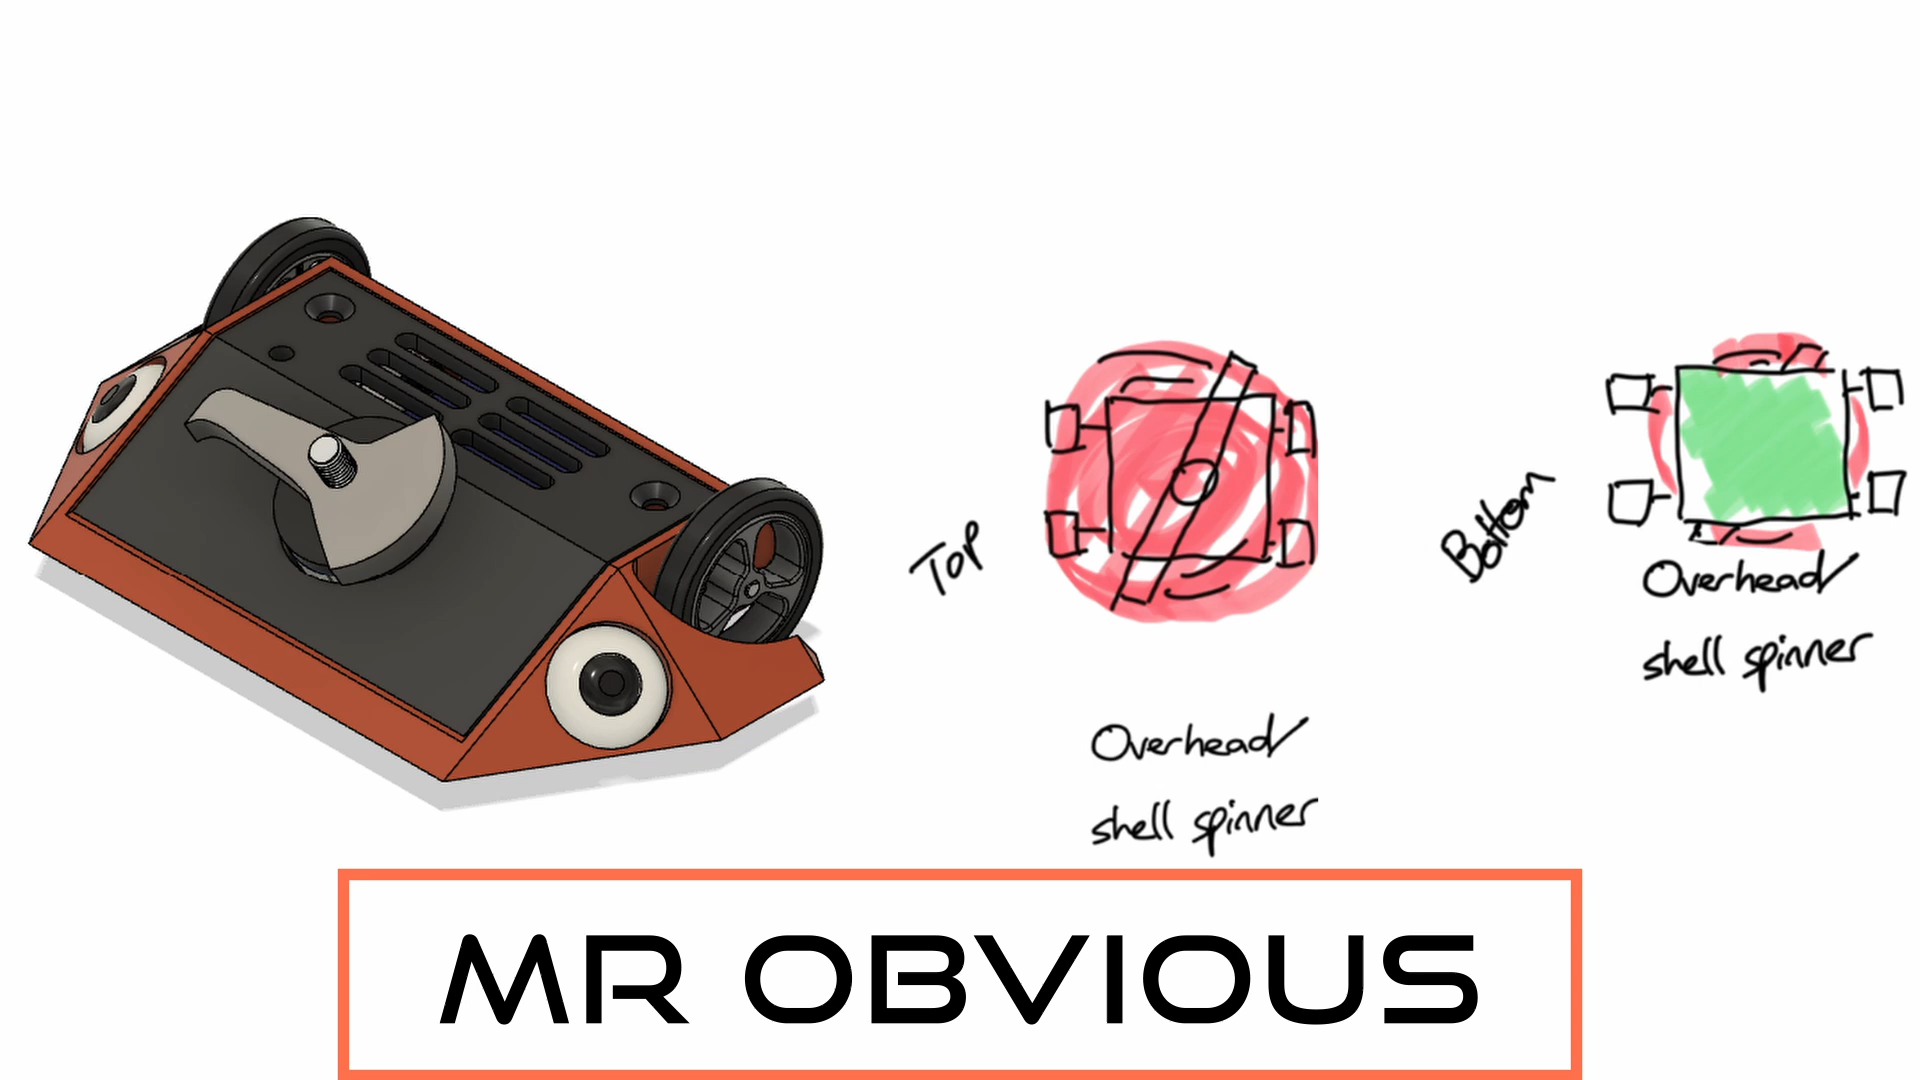 Top
Overhead
shell spinner
Bottom
Overhead
shell spinner
MR OBVIOUS